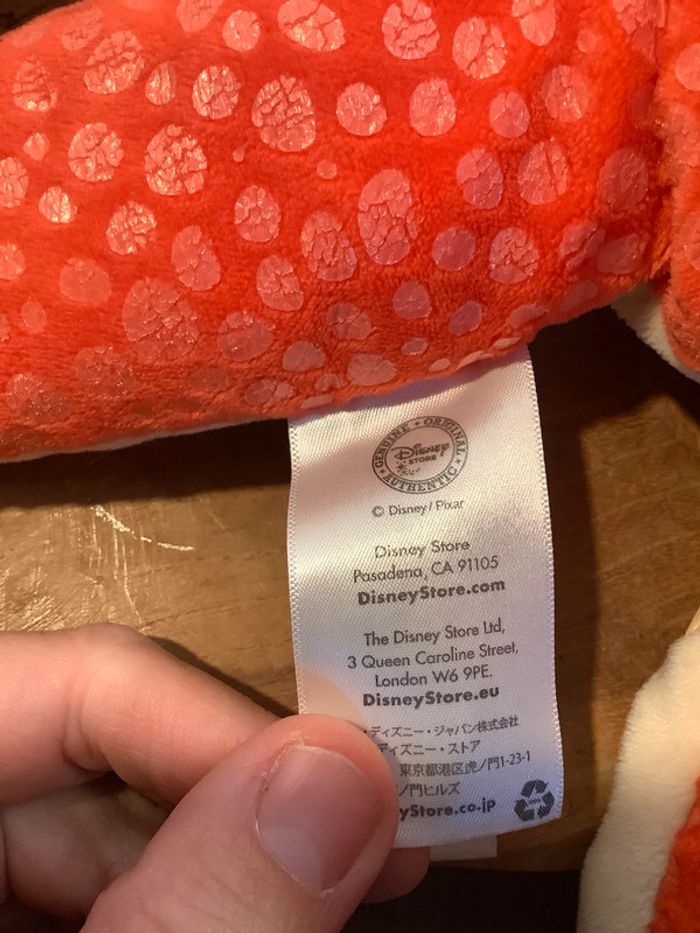 GENUINE • ORIGINAL • AUTHENTIC
Disney
STORE
© Disney/Pixar
Disney Store
Pasadena, CA 91105
DisneyStore.com
The Disney Store Ltd,
3 Queen Caroline Street,
London W6 9PE.
DisneyStore.eu
・ディズニー・ジャパン株式会社
ディズニー・ストア
東京都港区虎ノ門1-23-1
ノ門ヒルズ
yStore.co.jp